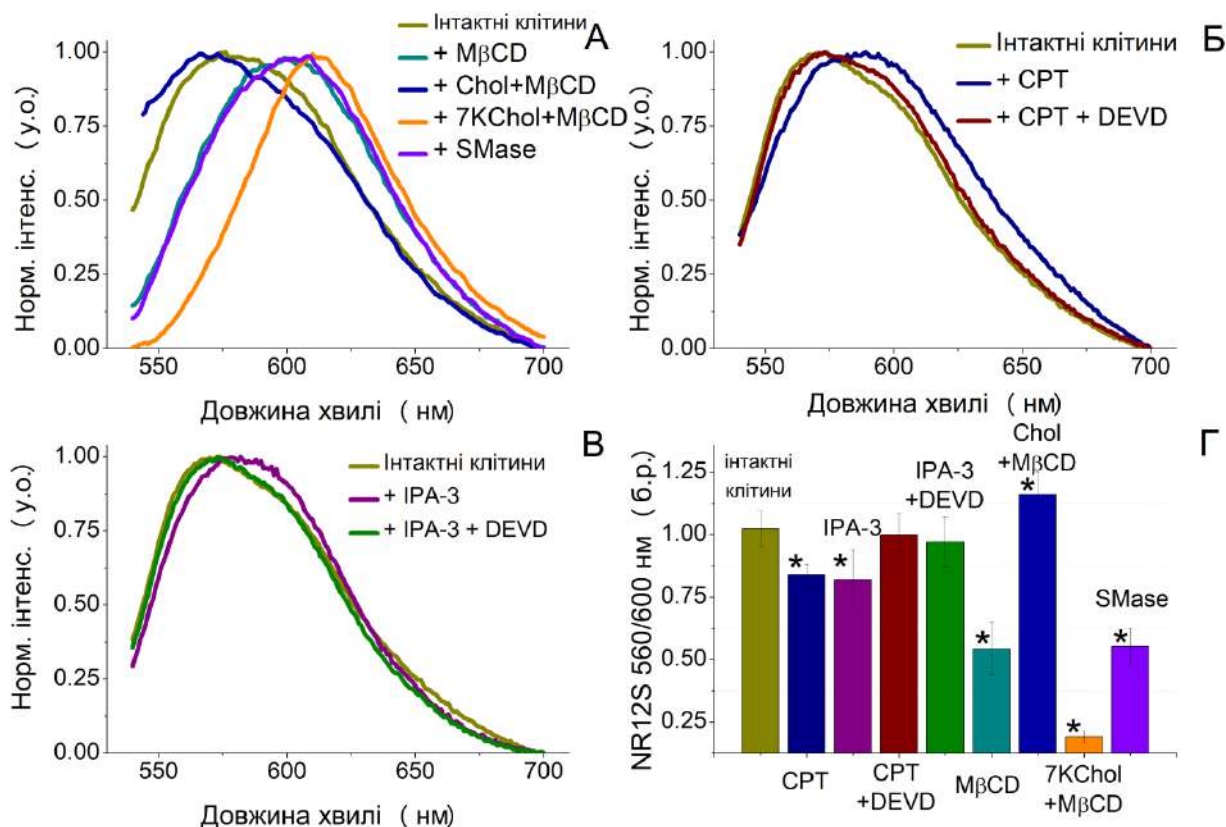 А
Норм. інтенс. ( у.о.)
1.00
0.75
0.50
0.25
0.00
550
600
650
700
Довжина хвилі ( нм)
Інтактні клітини
+ MβCD
+ Chol+MβCD
+ 7KChol+MβCD
+ SMase
Б
Норм. інтенс. ( у.о.)
1.00
0.75
0.50
0.25
0.00
550
600
650
700
Довжина хвилі ( нм)
Інтактні клітини
+ CPT
+ CPT + DEVD
В
Норм. інтенс. ( у.о.)
1.00
0.75
0.50
0.25
0.00
550
600
650
700
Довжина хвилі ( нм)
Інтактні клітини
+ IPA-3
+ IPA-3 + DEVD
Г
NR12S 560/600 нм ( б.р.)
1.25
1.00
0.75
0.50
0.25
інтактні
клітини
* * * * * *
IPA-3
IPA-3
+DEVD
Chol
+MβCD
SMase
CPT
CPT
+DEVD
MβCD
7KChol
+MβCD